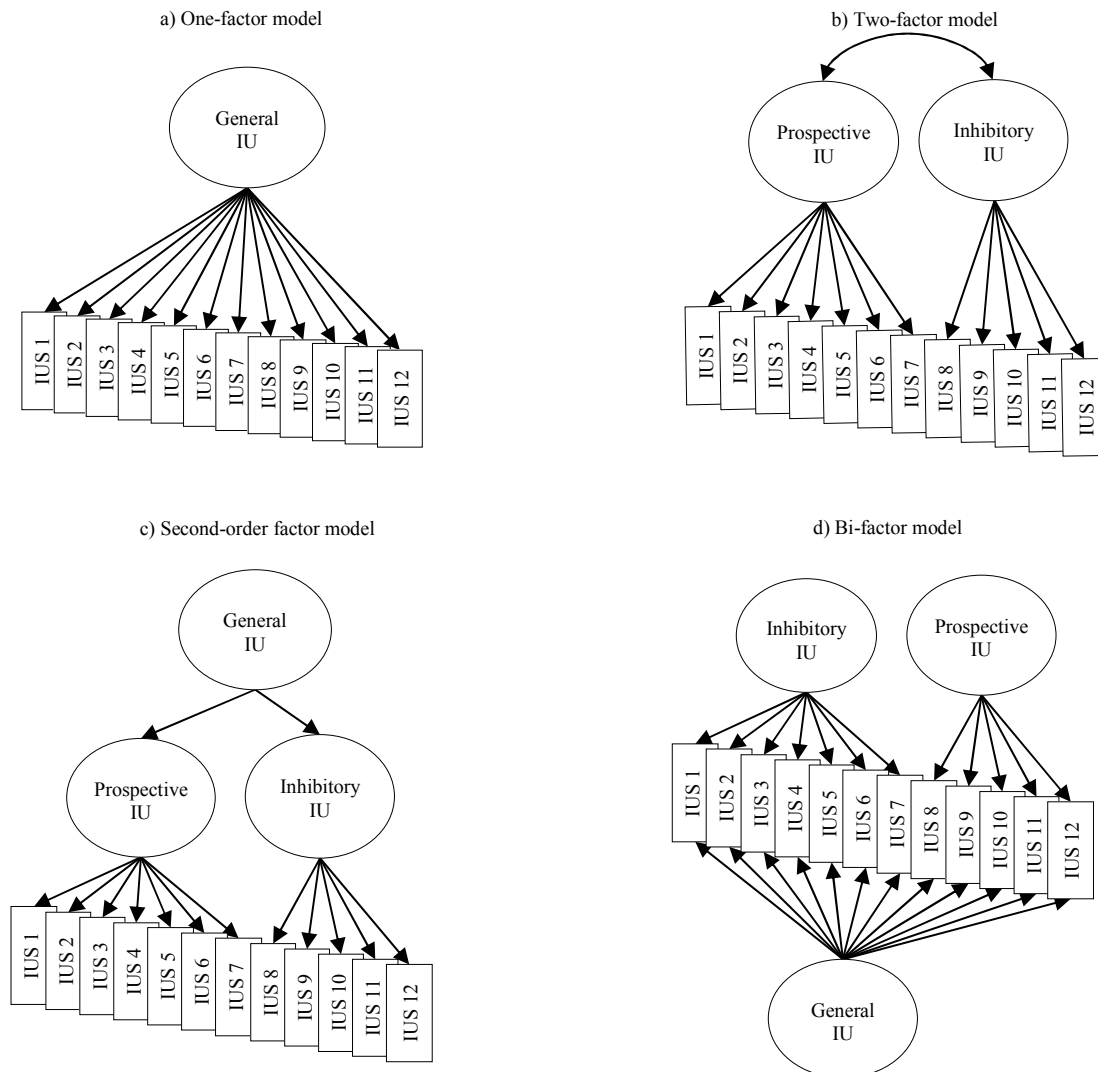 a) One-factor model
General
IU
IUS 1
IUS 2
IUS 3
IUS 4
IUS 5
IUS 6
IUS 7
IUS 8
IUS 9
IUS 10
IUS 11
IUS 12
b) Two-factor model
Prospective
IU
Inhibitory
IU
IUS 1
IUS 2
IUS 3
IUS 4
IUS 5
IUS 6
IUS 7
IUS 8
IUS 9
IUS 10
IUS 11
IUS 12
c) Second-order factor model
General
IU
Prospective
IU
Inhibitory
IU
IUS 1
IUS 2
IUS 3
IUS 4
IUS 5
IUS 6
IUS 7
IUS 8
IUS 9
IUS 10
IUS 11
IUS 12
d) Bi-factor model
Inhibitory
IU
Prospective
IU
IUS 1
IUS 2
IUS 3
IUS 4
IUS 5
IUS 6
IUS 7
IUS 8
IUS 9
IUS 10
IUS 11
IUS 12
General
IU